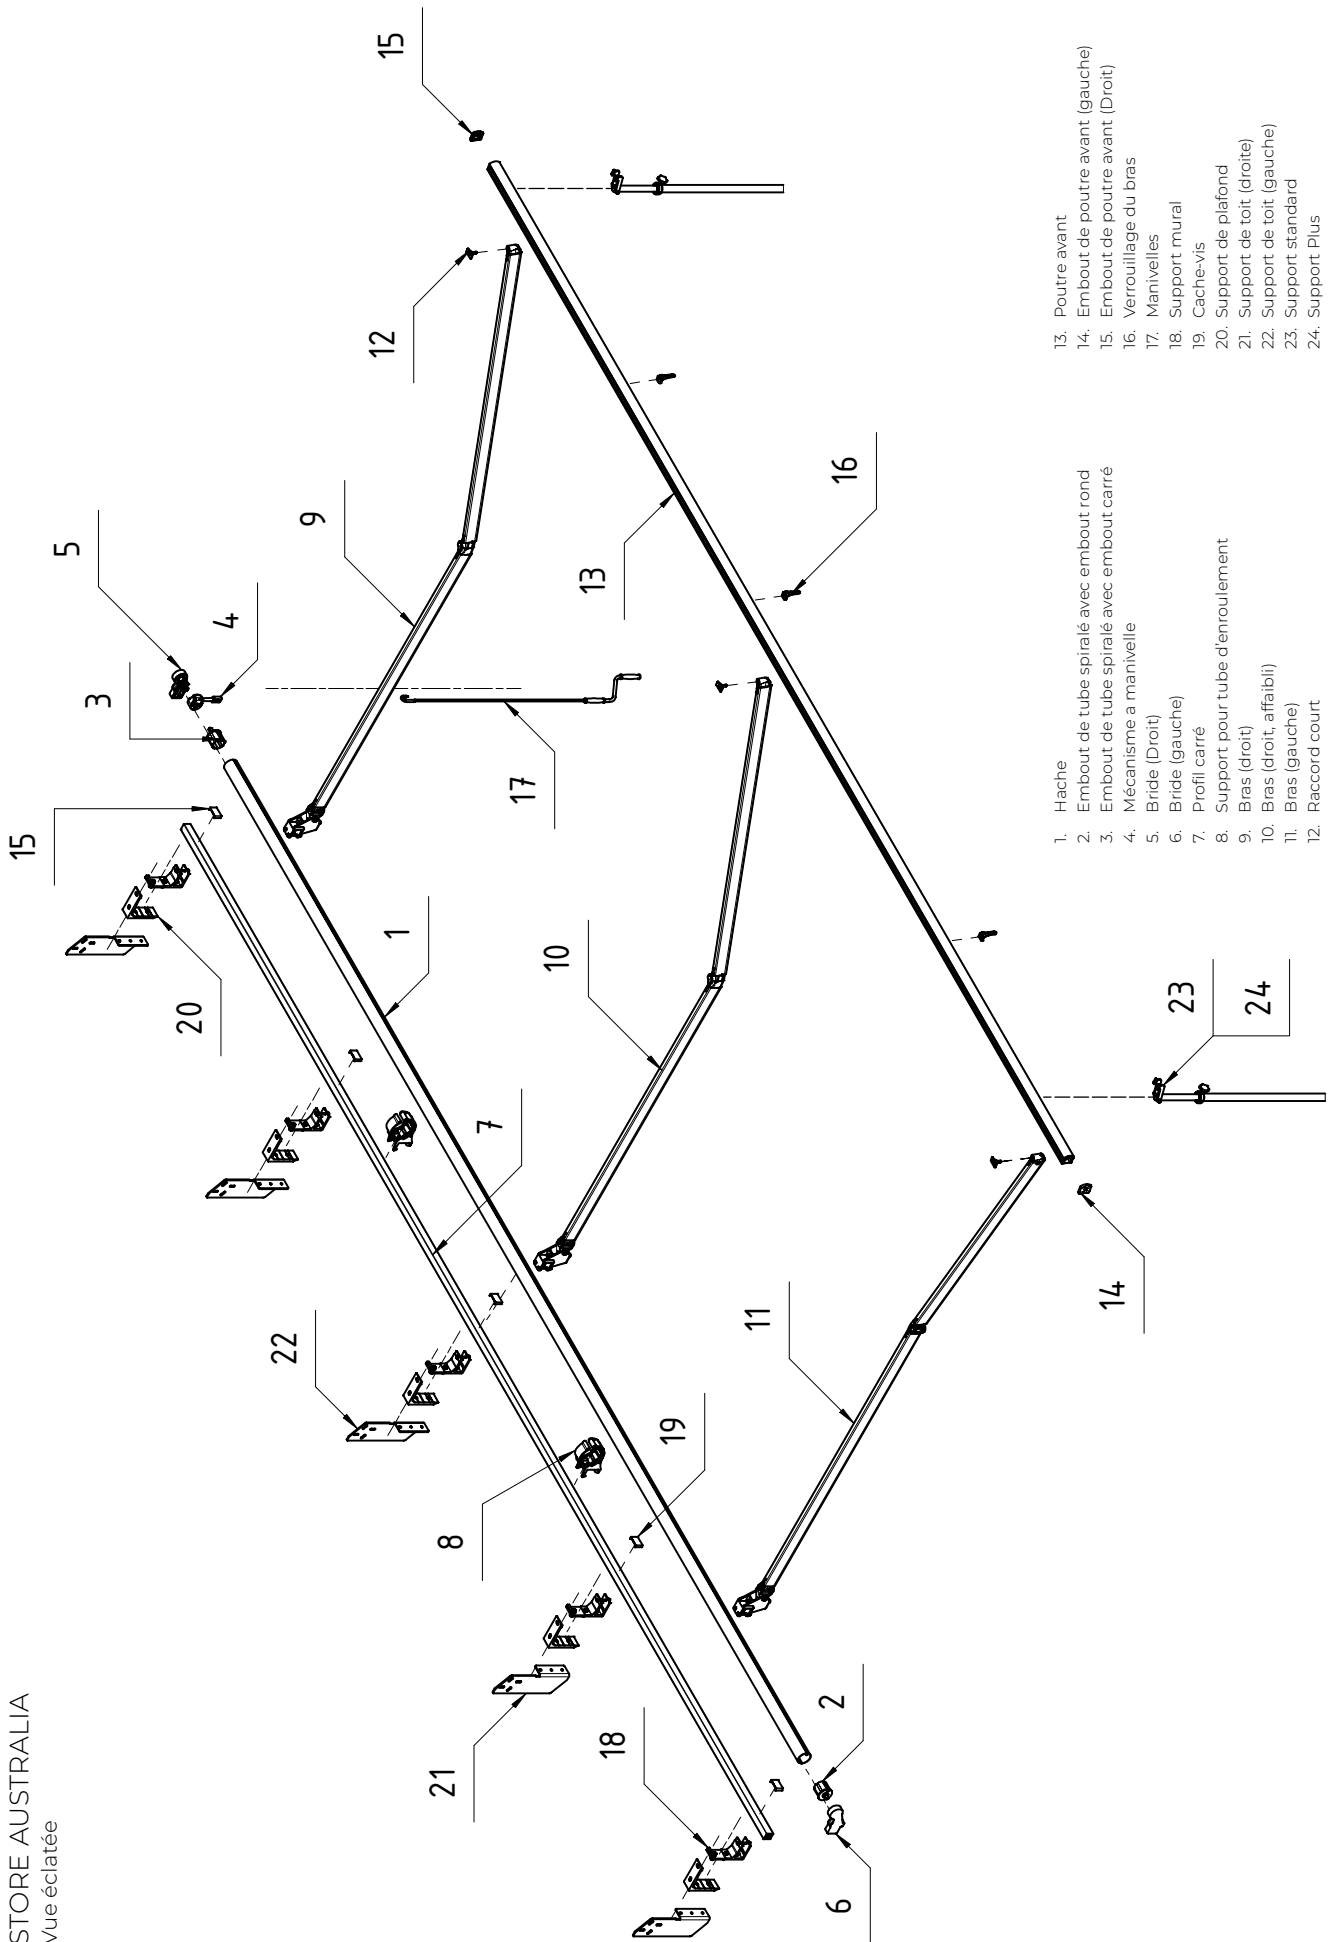 STORE AUSTRALIA
Vue éclatée
15
20
5
3
4
15
22
1
12
9
21
8
7
17
18
19
10
13
16
11
6
2
14
23
24
1. Hache
2. Embout de tube spiralé avec embout rond
3. Embout de tube spiralé avec embout carré
4. Mécanisme a manivelle
5. Bride (Droit)
6. Bride (gauche)
7. Profil carré
8. Support pour tube d'enroulement
9. Bras (droit)
10. Bras (droit, affaibli)
11. Bras (gauche)
12. Raccord court
13. Poutre avant
14. Embout de poutre avant (gauche)
15. Embout de poutre avant (Droit)
16. Verrouillage du bras
17. Manivelles
18. Support mural
19. Cache-vis
20. Support de plafond
21. Support de toit (droite)
22. Support de toit (gauche)
23. Support standard
24. Support Plus